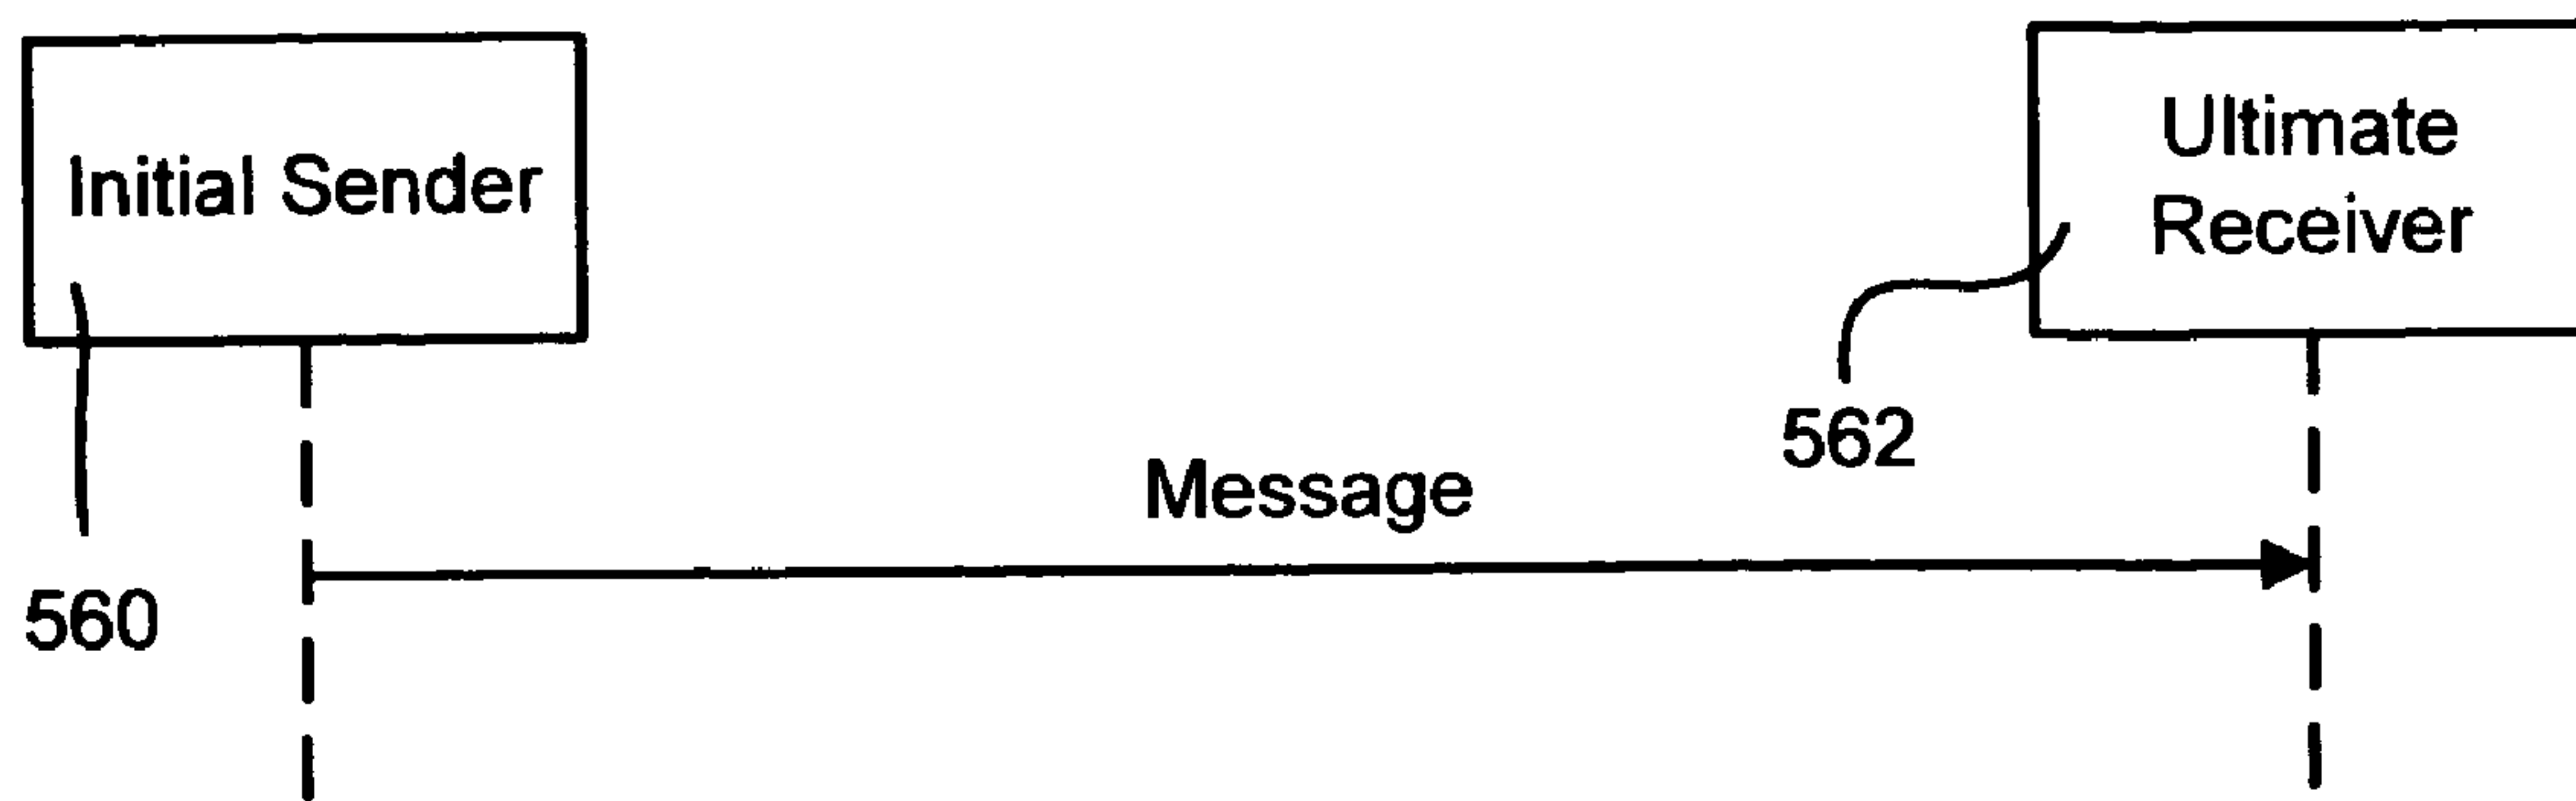 Initial Sender
Ultimate
Receiver
562
Message
560